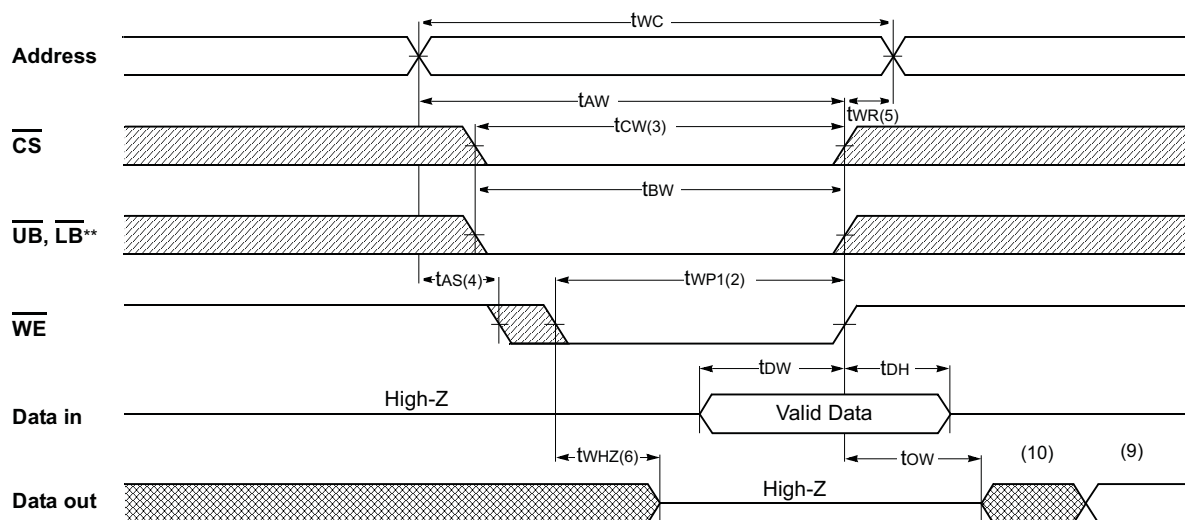 tWC
Address
tAW
tWR(5)
tCW(3)
CS
tBW
UB, LB**
tAS(4)
tWP1(2)
WE
tDW
tDH
High-Z
Valid Data
Data in
tWHZ(6)
tOW
(10)
(9)
High-Z
Data out